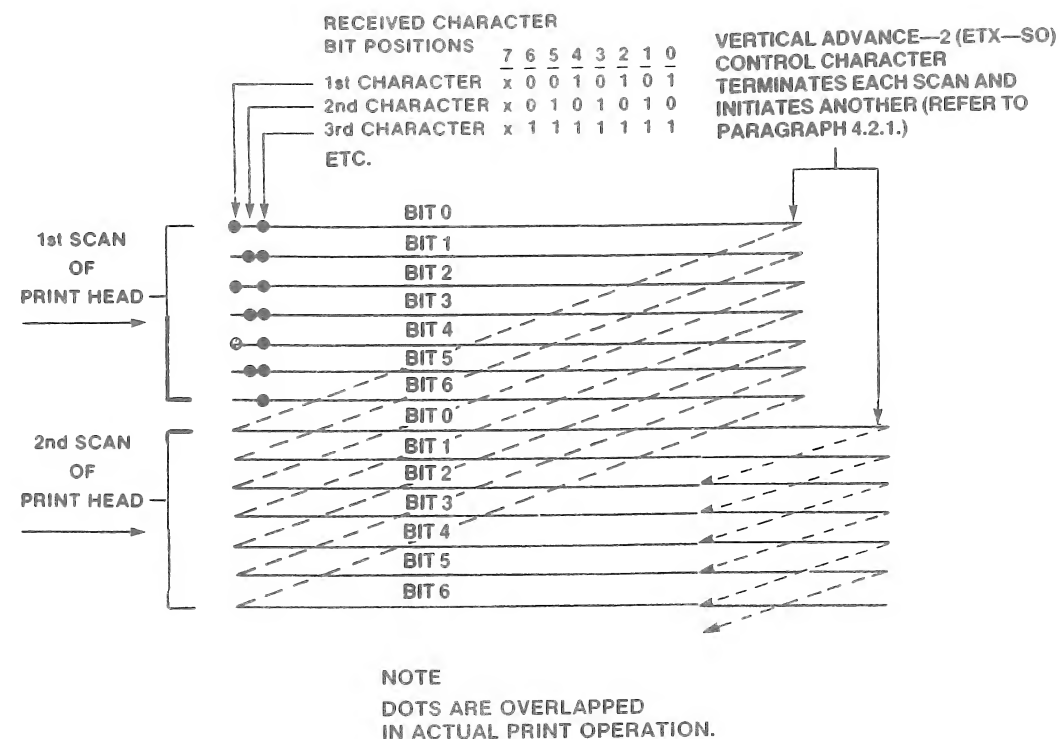 RECEIVED CHARACTER
BIT POSITIONS 7 6 5 4 3 2 1 0
1st CHARACTER x 0 0 1 0 1 0 1
2nd CHARACTER x 0 1 0 1 0 1 0
3rd CHARACTER x 1 1 1 1 1 1 1
ETC.
VERTICAL ADVANCE—2 (ETX—SO)
CONTROL CHARACTER
TERMINATES EACH SCAN AND
INITIATES ANOTHER (REFER TO
PARAGRAPH 4.2.1.)
1st SCAN
OF
PRINT HEAD
BIT 0
BIT 1
BIT 2
BIT 3
BIT 4
BIT 5
BIT 6
2nd SCAN
OF
PRINT HEAD
BIT 0
BIT 1
BIT 2
BIT 3
BIT 4
BIT 5
BIT 6
NOTE
DOTS ARE OVERLAPPED
IN ACTUAL PRINT OPERATION.